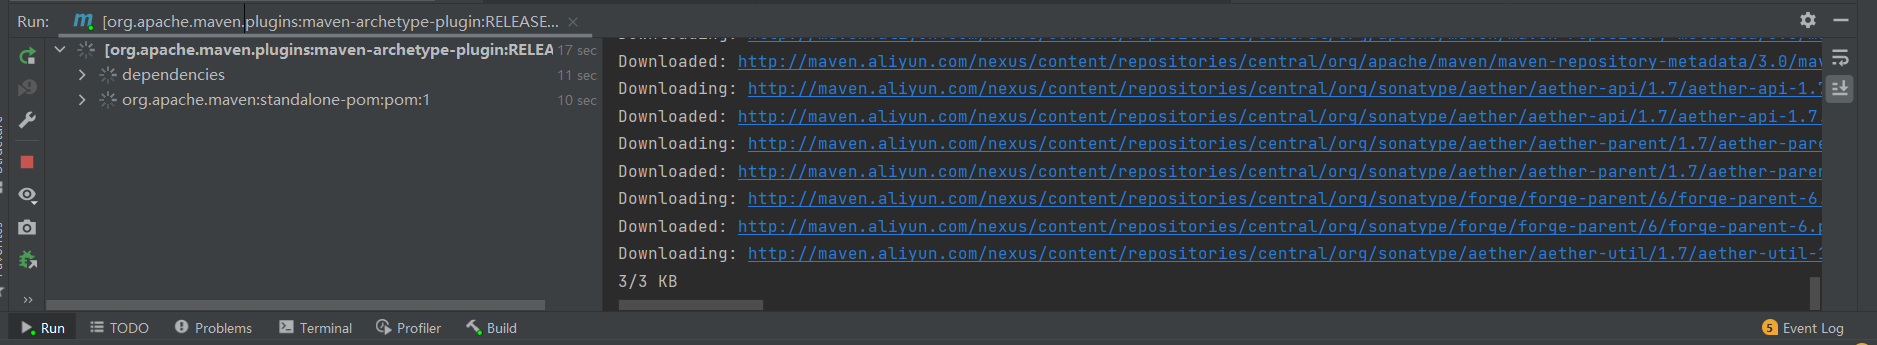 Run: m [org.apache.maven.plugins:maven-archetype-plugin:RELEASE... ×
[org.apache.maven.plugins:maven-archetype-plugin:RELEA 17 sec
dependencies 11 sec
org.apache.maven:standalone-pom:pom:1 10 sec
Downloaded: http://maven.aliyun.com/nexus/content/repositories/central/org/apache/maven/maven-repository-metadata/3.0/mav
Downloading: http://maven.aliyun.com/nexus/content/repositories/central/org/sonatype/aether/aether-api/1.7/aether-api-1.7
Downloaded: http://maven.aliyun.com/nexus/content/repositories/central/org/sonatype/aether/aether-api/1.7/aether-api-1.7.
Downloading: http://maven.aliyun.com/nexus/content/repositories/central/org/sonatype/aether/aether-parent/1.7/aether-pare
Downloaded: http://maven.aliyun.com/nexus/content/repositories/central/org/sonatype/aether/aether-parent/1.7/aether-paren
Downloading: http://maven.aliyun.com/nexus/content/repositories/central/org/sonatype/forge/forge-parent/6/forge-parent-6.
Downloaded: http://maven.aliyun.com/nexus/content/repositories/central/org/sonatype/forge/forge-parent/6/forge-parent-6.p
Downloading: http://maven.aliyun.com/nexus/content/repositories/central/org/sonatype/aether/aether-util/1.7/aether-util-1
3/3 KB
Run TODO Problems Terminal Profiler Build 5 Event Log